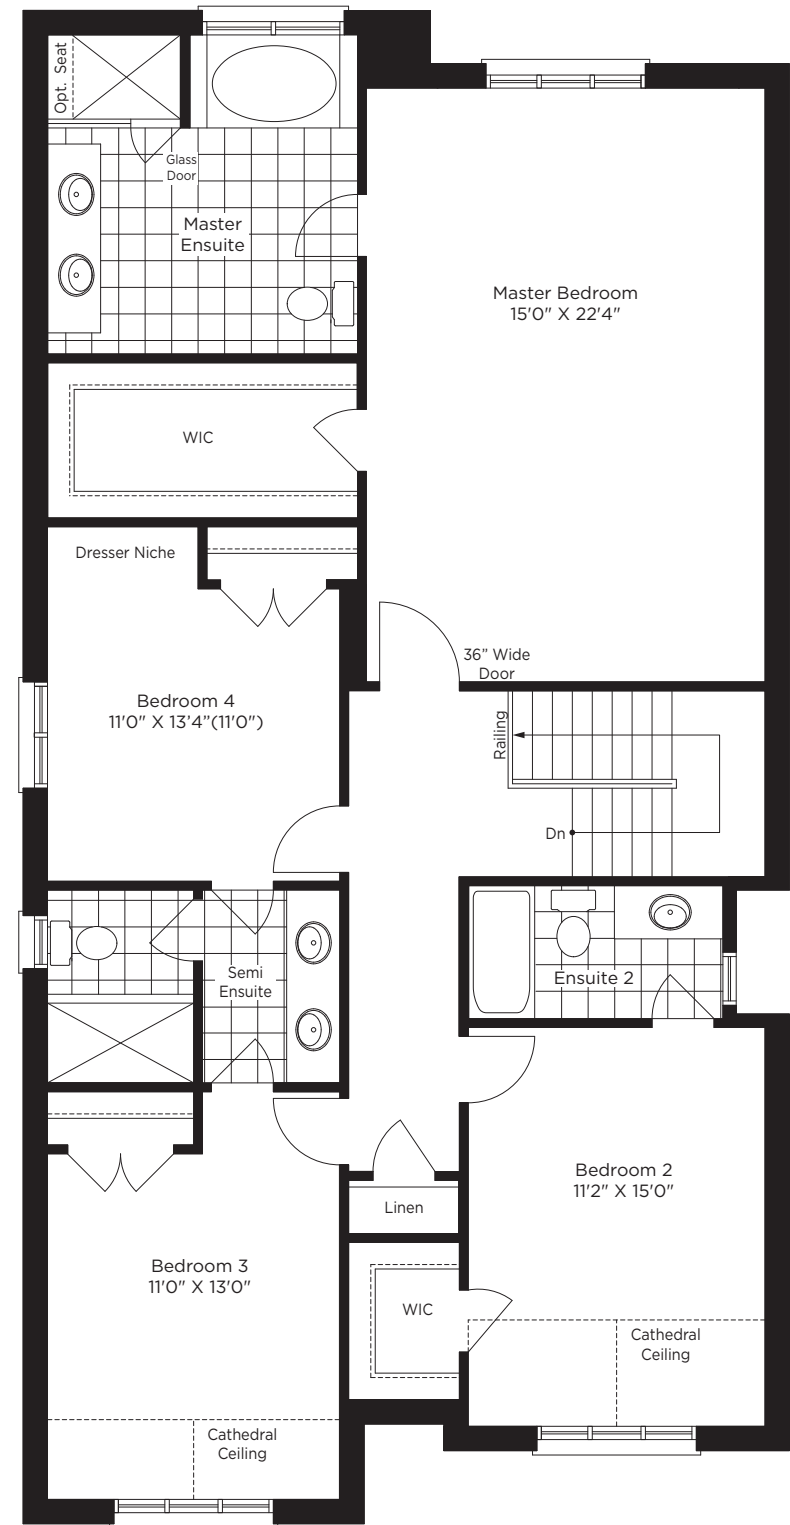 Opt. Seat
Glass
Door
Master
Ensuite
Master Bedroom
15'0" X 22'4"
WIC
Dresser Niche
36” Wide
Door
Bedroom 4
11'0" X 13’4”(11'0")
Railing
Dn
Semi
Ensuite
Ensuite 2
Bedroom 2
11'2" X 15'0"
Linen
Bedroom 3
11'0" X 13'0"
WIC
Cathedral
Ceiling
Cathedral
Ceiling